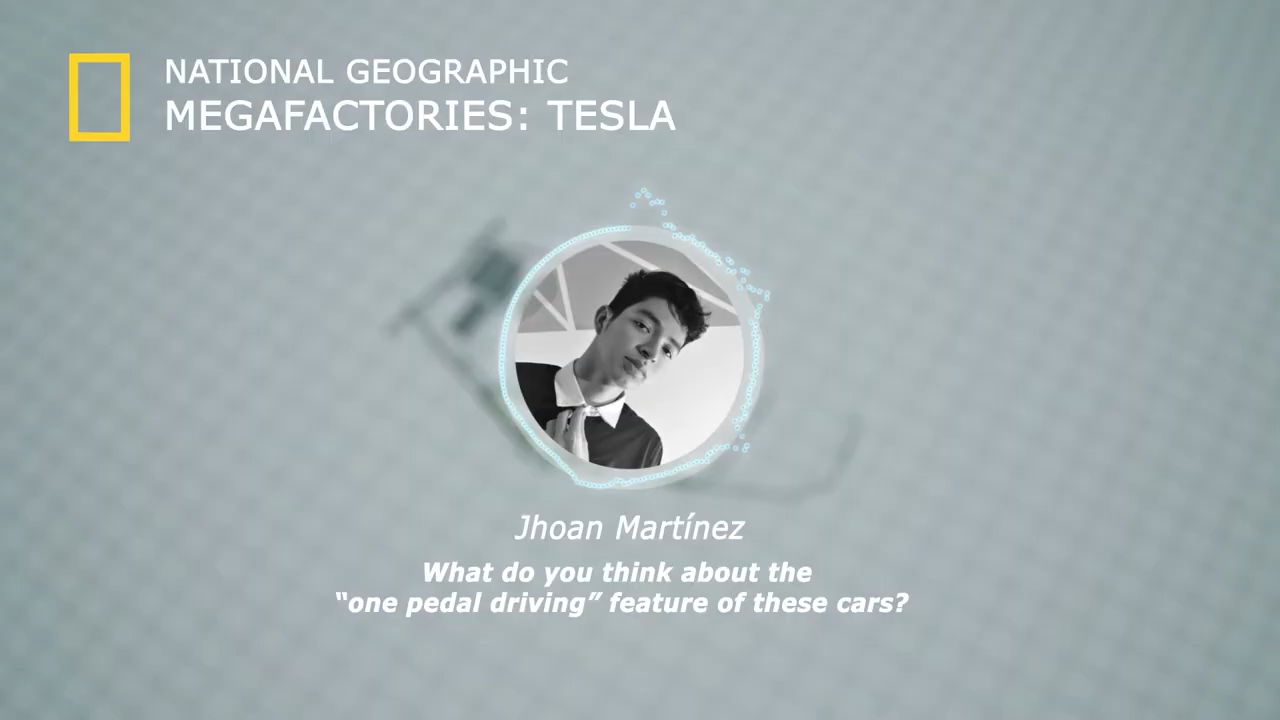 NATIONAL GEOGRAPHIC
MEGAFACTORIES: TESLA
Jhoan Martínez
What do you think about the
“one pedal driving” feature of these cars?